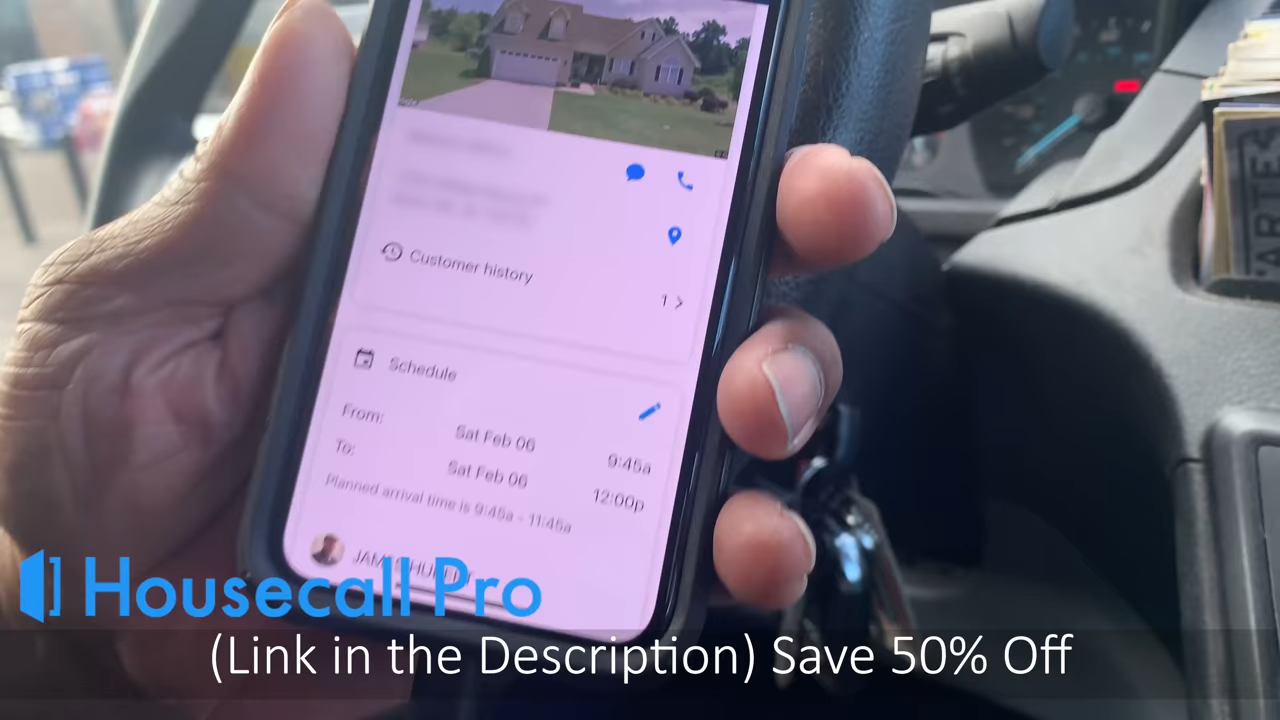 Customer history
1 >
Schedule
From:
Sat Feb 06
9:45a
To:
Sat Feb 06
12:00p
Planned arrival time is 9:45a - 11:45a
Housecall Pro
(Link in the Description) Save 50% Off